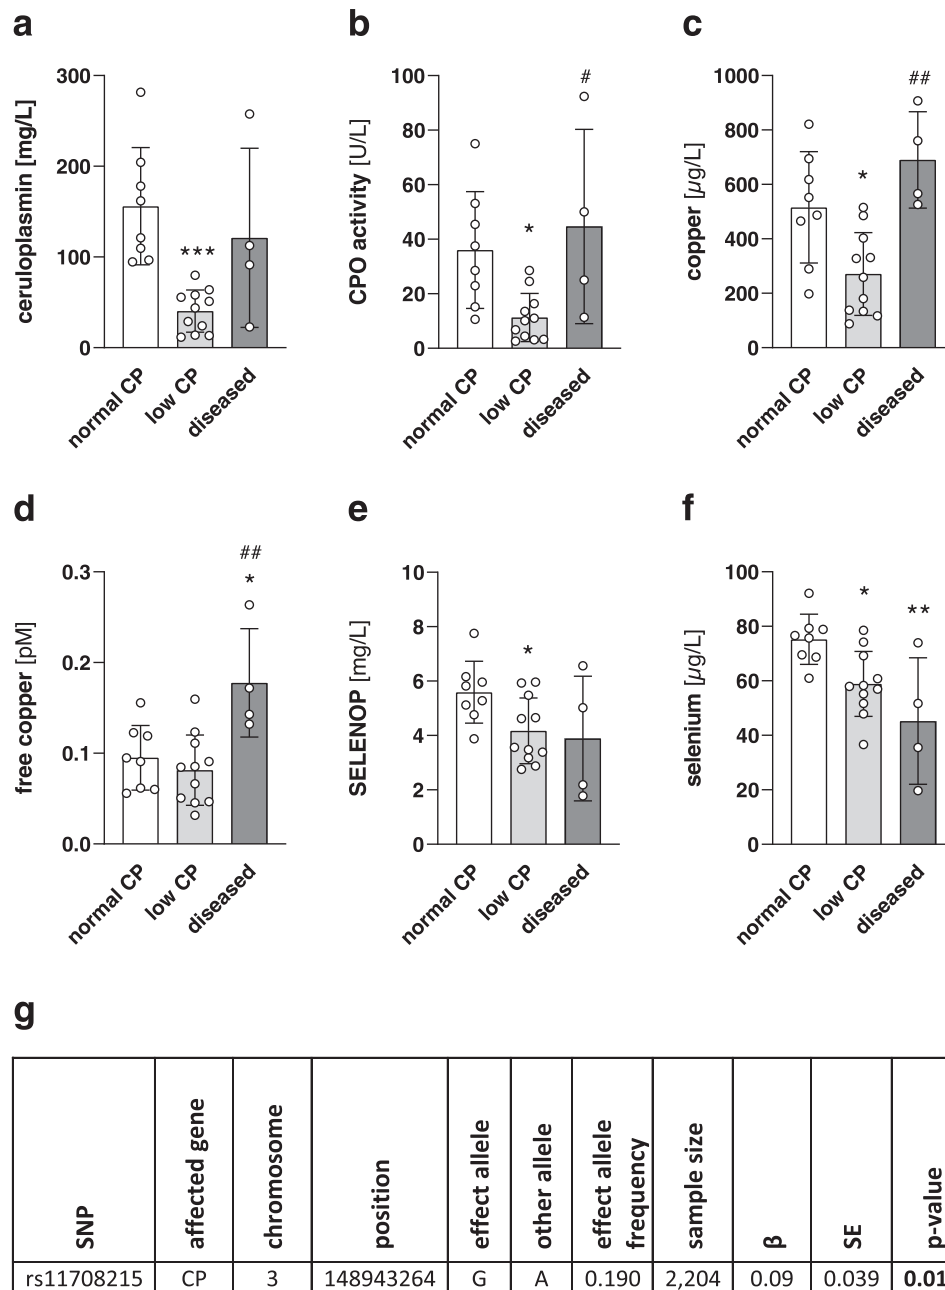 a
b
c
300
200
100
0
ceruloplasmin [mg/L]
***
normal CP
low CP
diseased
100
80
60
40
20
0
CPO activity [U/L]
*
#
normal CP
low CP
diseased
1000
800
600
400
200
0
copper [µg/L]
*
##
normal CP
low CP
diseased
d
e
f
0.3
0.2
0.1
0.0
free copper [pM]
##
*
normal CP
low CP
diseased
10
8
6
4
2
0
SELENOP [mg/L]
*
normal CP
low CP
diseased
100
80
60
40
20
0
selenium [µg/L]
*
**
normal CP
low CP
diseased
g
SNP
affected gene
chromosome
position
effect allele
other allele
effect allele
frequency
sample size
β
SE
p-value
rs11708215 CP 3 148943264 G A 0.190 2,204 0.09 0.039 0.01